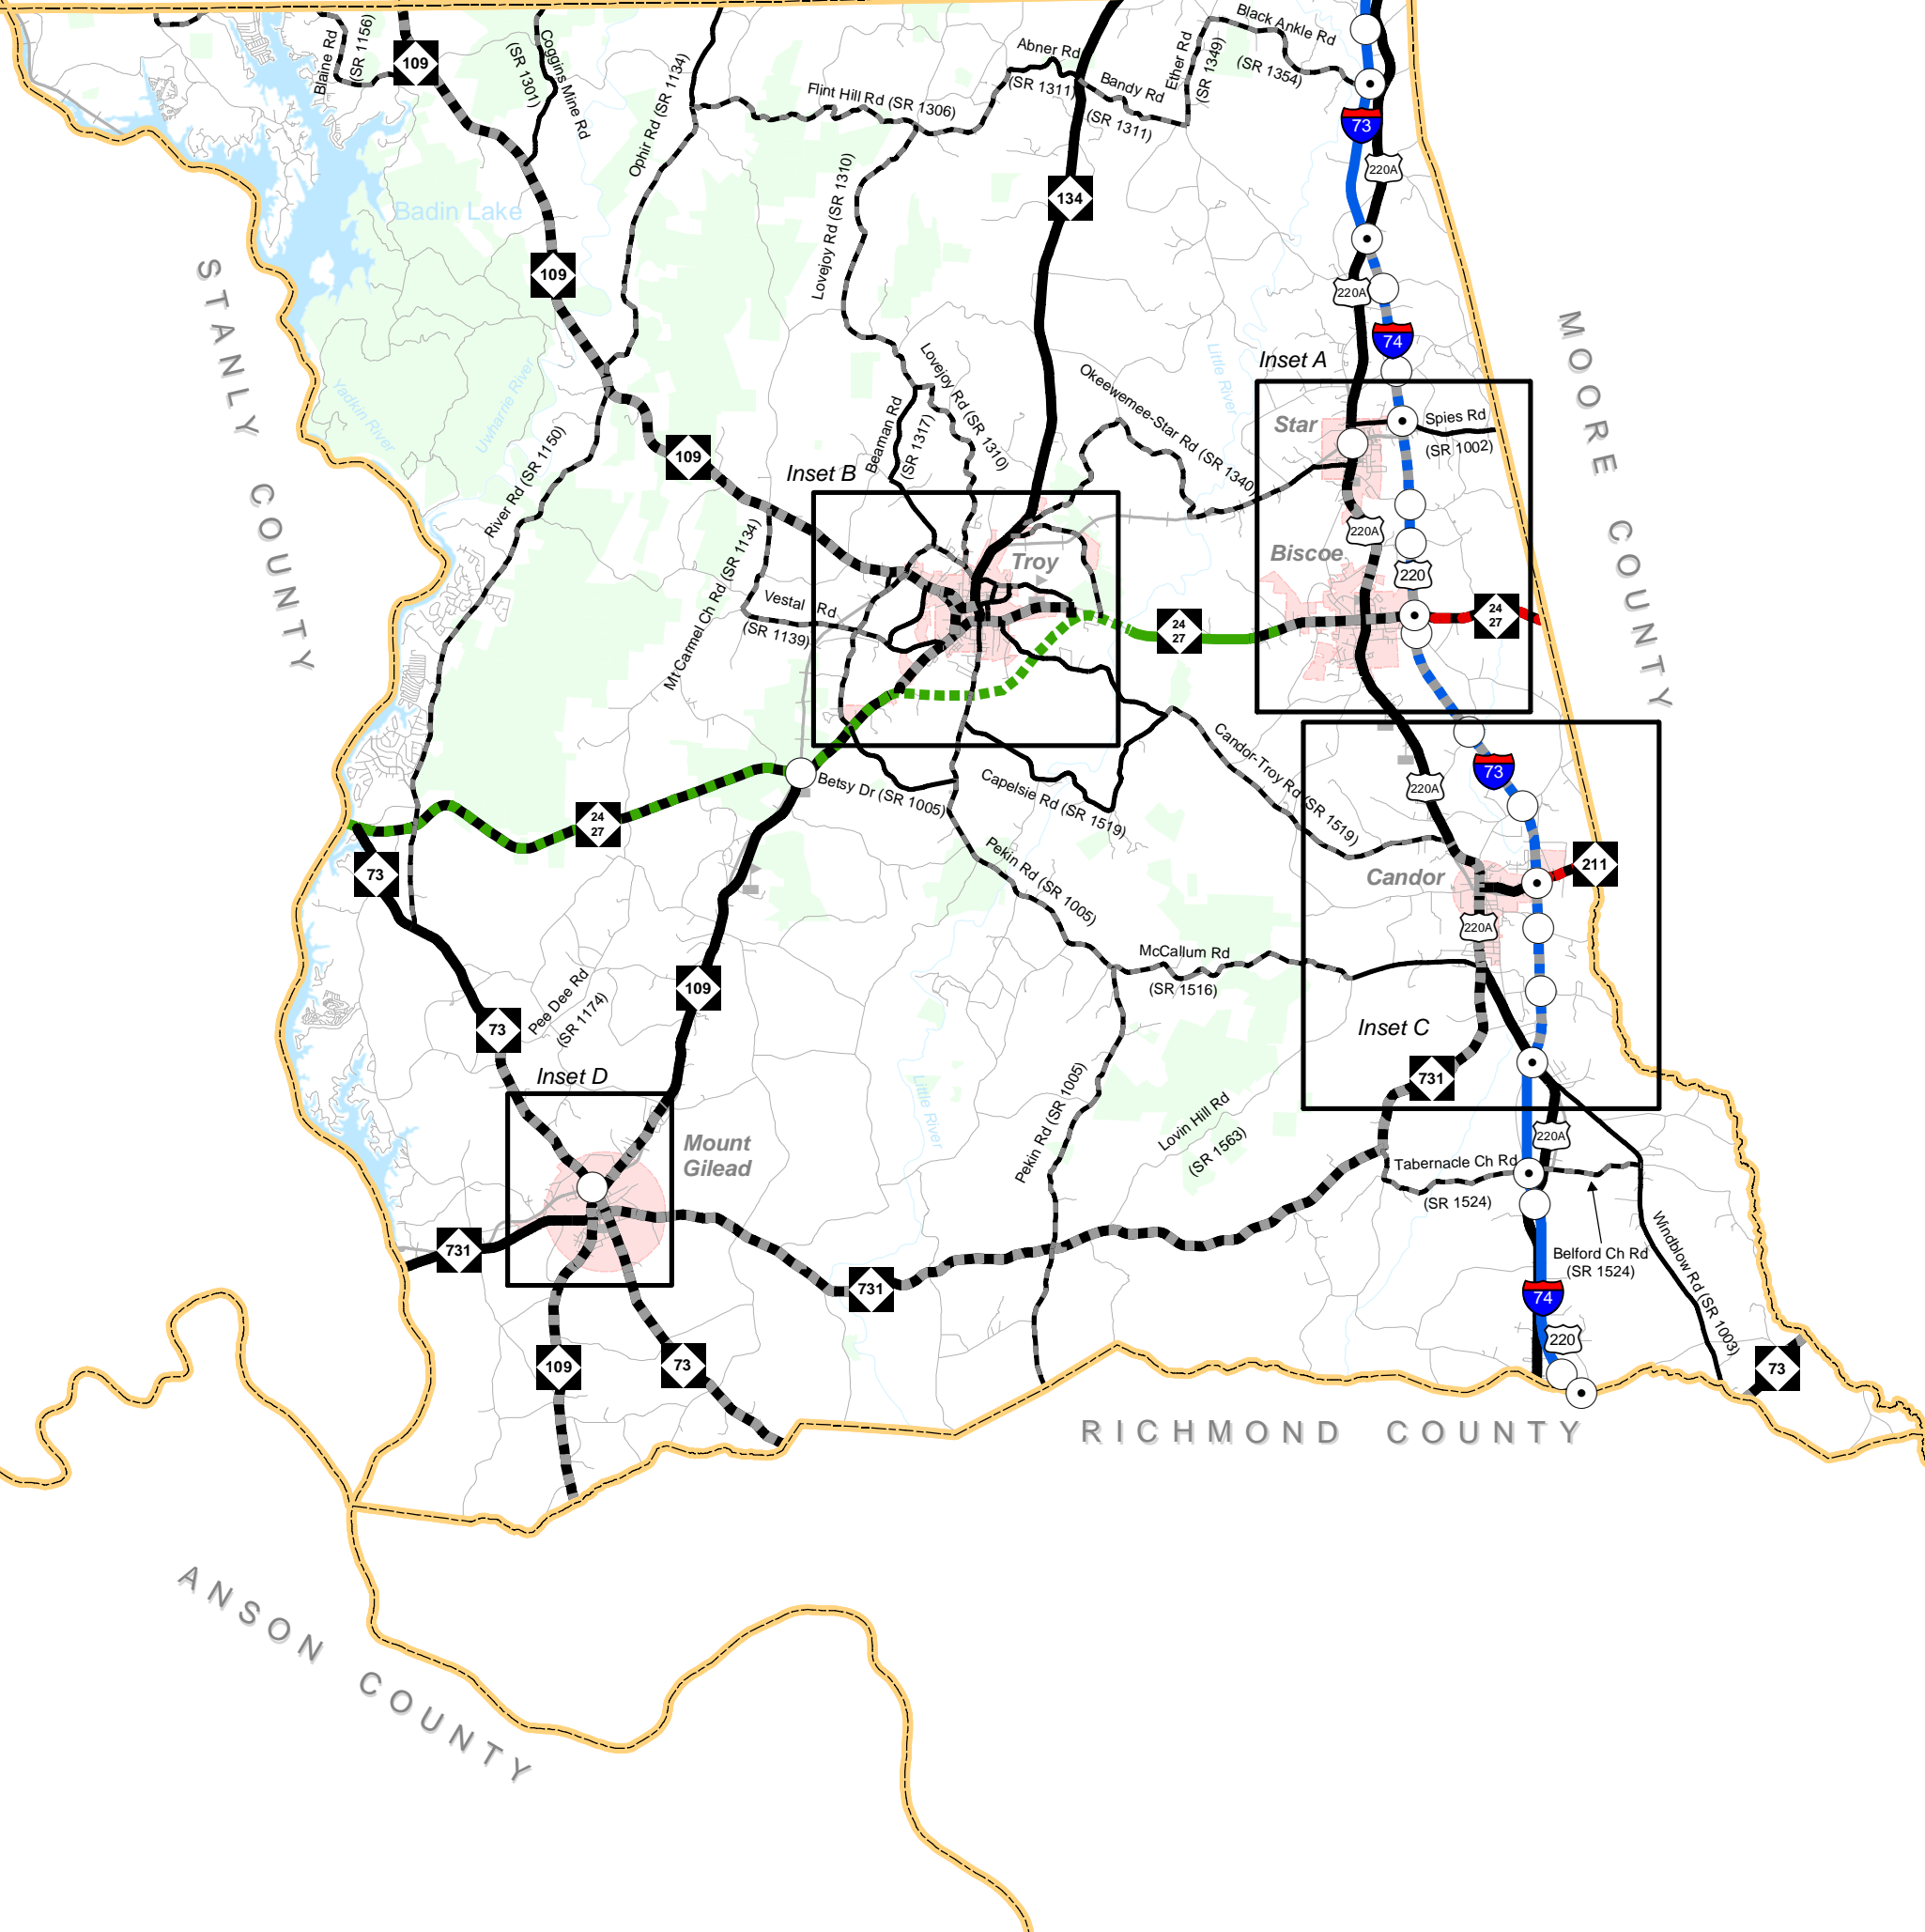 Black Ankle Rd
(SR 1354)
Blaine Rd
(SR 1156)
109
Coggins Mine Rd
(SR 1301)
Ophir Rd (SR 1134)
Abner Rd
(SR 1311)
Ether Rd
(SR 1349)
Bandy Rd
(SR 1311)
Flint Hill Rd (SR 1306)
73
220A
134
Badin Lake
Lovejoy Rd (SR 1310)
109
220A
STANLY COUNTY
MOORE COUNTY
74
Inset A
Little River
Yadkin River
Uwharrie River
Lovejoy Rd (SR 1310)
Okeewemee-Star Rd (SR 1340)
Beaman Rd
(SR 1317)
Star
Spies Rd
(SR 1002)
River Rd (SR 1150)
109
Inset B
220A
Biscoe
Troy
220
Mt Carmel Ch Rd (SR 1134)
Vestal Rd
(SR 1139)
24
27
24
27
Candor-Troy Rd (SR 1519)
73
220A
Betsy Dr (SR 1005)
Capelsie Rd (SR 1519)
24
27
73
Pekin Rd (SR 1005)
Candor
211
220A
McCallum Rd
(SR 1516)
109
Pee Dee Rd
(SR 1174)
73
Inset C
Inset D
731
Little River
Pekin Rd (SR 1005)
Lovin Hill Rd
(SR 1563)
Mount
Gilead
220A
Tabernacle Ch Rd
(SR 1524)
Belford Ch Rd
(SR 1524)
Windblow Rd (SR 1003)
731
731
74
220
109
73
73
RICHMOND COUNTY
ANSON COUNTY